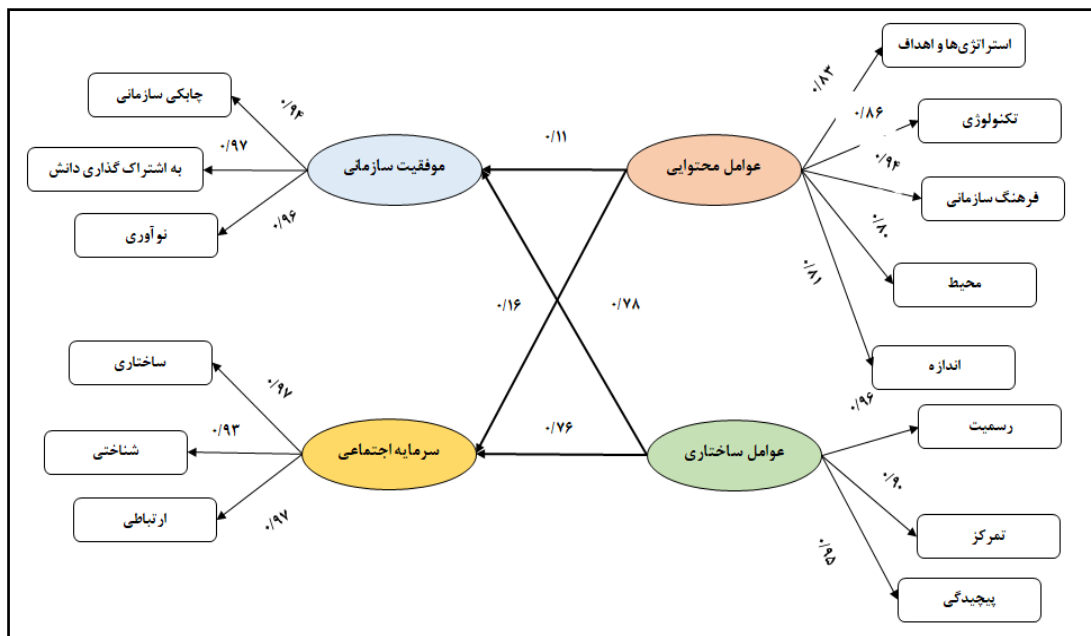 استراتژی‌ها و اهداف
۰/۸۳
تکنولوژی
۰/۸۶
فرهنگ سازمانی
۰/۹۴
محیط
۰/۸۰
اندازه
۰/۸۱
عوامل محتوایی
۰/۱۱
موفقیت سازمانی
چابکی سازمانی
۰/۹۴
به اشتراک گذاری دانش
۰/۹۷
نوآوری
۰/۹۶
۰/۷۸
۰/۱۶
رسمیت
۰/۹۶
تمرکز
۰/۹۰
پیچیدگی
۰/۹۵
عوامل ساختاری
۰/۷۶
سرمایه اجتماعی
ساختاری
۰/۹۷
شناختی
۰/۹۳
ارتباطی
۰/۹۷